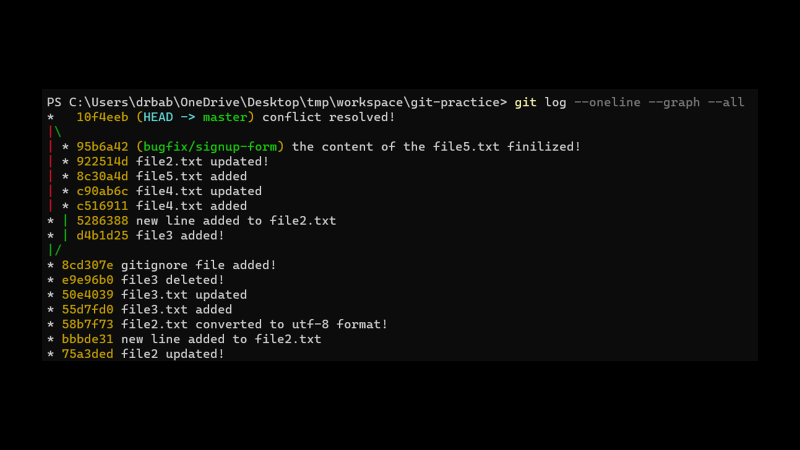 PS C:\Users\drbab\OneDrive\Desktop\tmp\workspace\git-practice> git log --oneline --graph --all
*   10f4eeb (HEAD -> master) conflict resolved!
|\
| * 95b6a42 (bugfix/signup-form) the content of the file5.txt finilized!
| * 922514d file2.txt updated!
| * 8c30a4d file5.txt added
| * c90ab6c file4.txt updated
| * c516911 file4.txt added
* | 5286388 new line added to file2.txt
* | d4b1d25 file3 added!
|/
* 8cd307e gitignore file added!
* e9e96b0 file3 deleted!
* 50e4039 file3.txt updated
* 55d7fd0 file3.txt added
* 58b7f73 file2.txt converted to utf-8 format!
* bbbde31 new line added to file2.txt
* 75a3ded file2 updated!